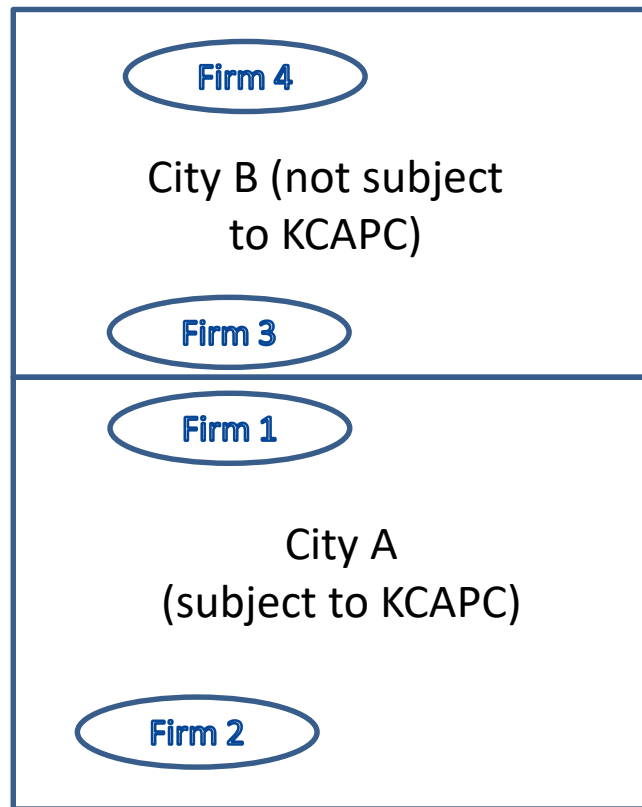 Firm 4
City B (not subject
to KCAPC)
Firm 3
Firm 1
City A
(subject to KCAPC)
Firm 2